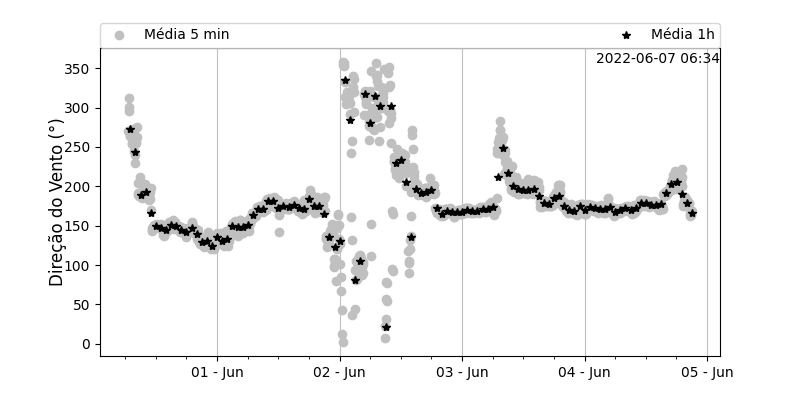 Média 5 min
Média 1h
2022-06-07 06:34
Direção do Vento (°)
350
300
250
200
150
100
50
0
01 - Jun
02 - Jun
03 - Jun
04 - Jun
05 - Jun